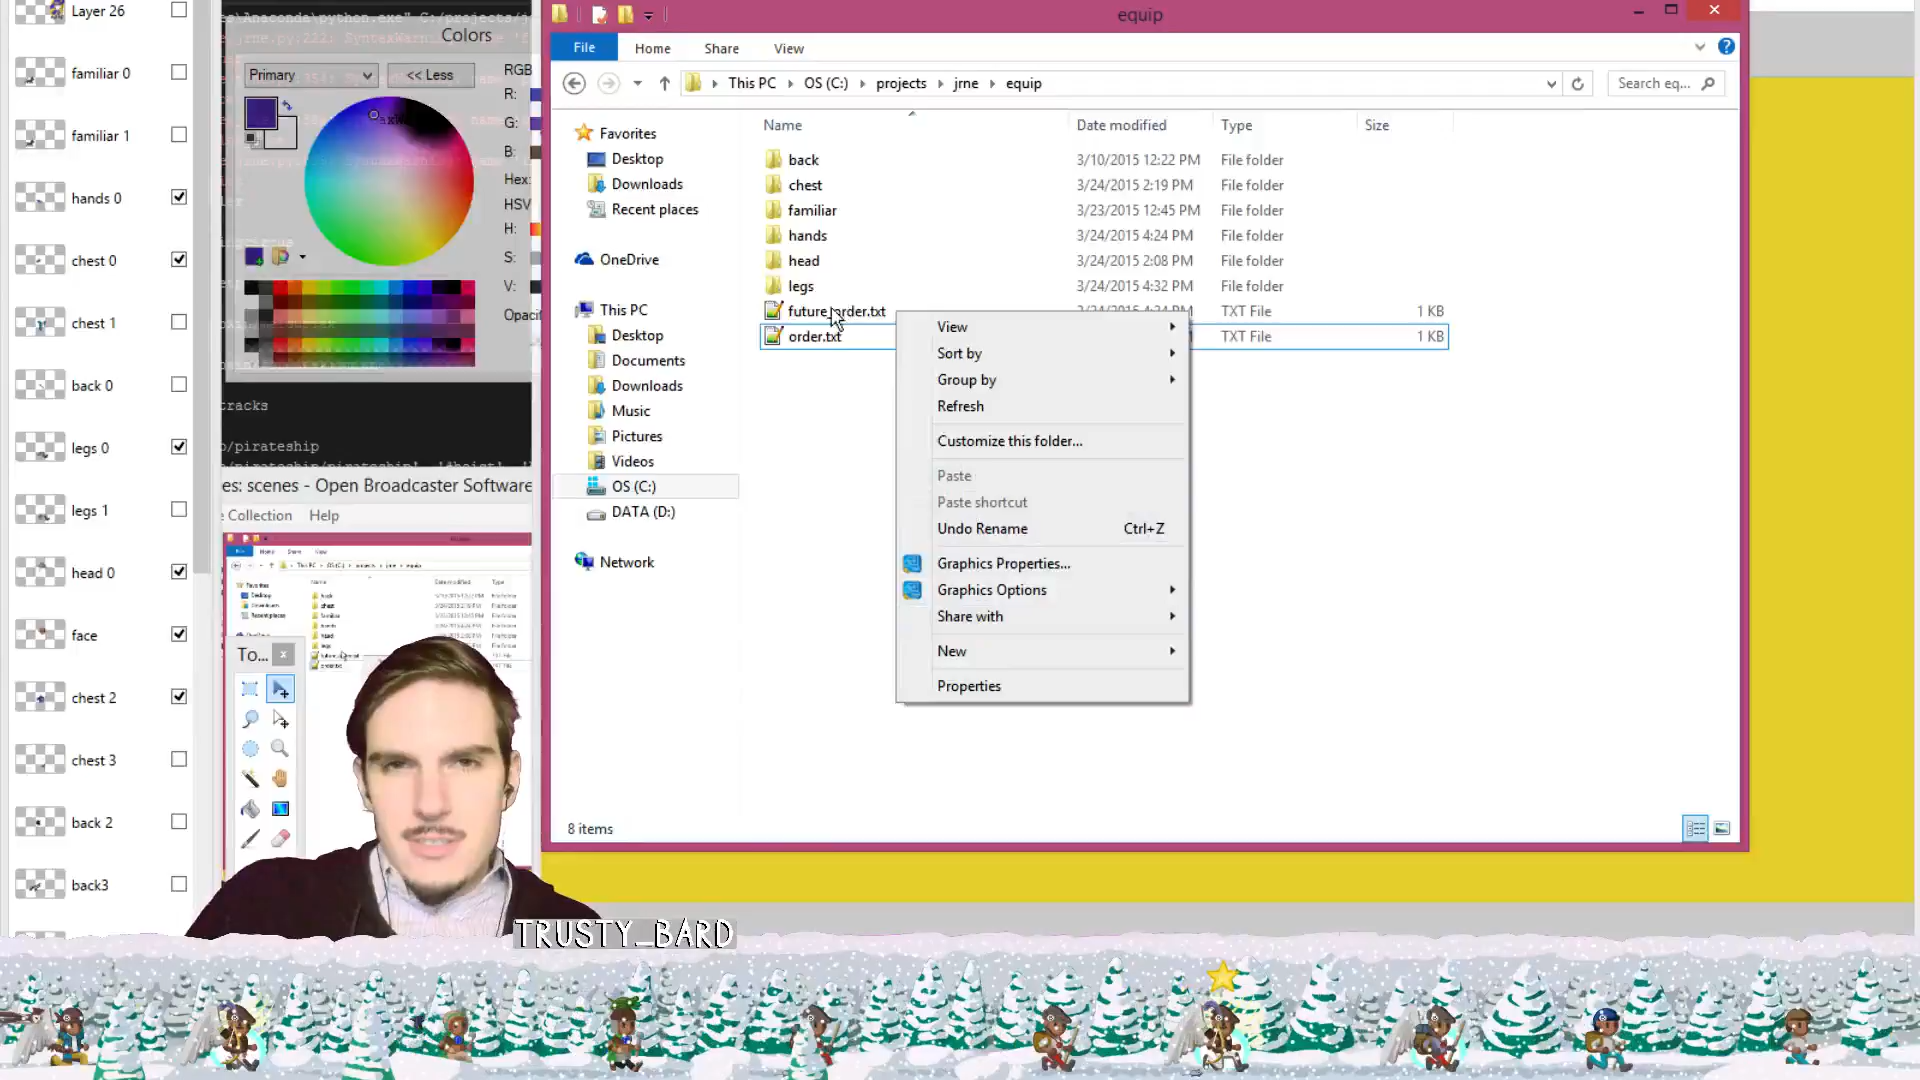 Layer 26
familiar 0
familiar 1
hands 0
chest 0
chest 1
back 0
legs 0
legs 1
head 0
face
chest 2
chest 3
back 2
back3
Colors
Primary
<< Less
RGB
R:
G:
B:
Hex:
HSV
H:
S:
V:
Opac
tracks
o/pirateship
es: scenes - Open Broadcaster Software
e Collection Help
To...
equip
File Home Share View
This PC OS (C:) projects jrne equip
Search eq...
Favorites
Desktop
Downloads
Recent places
OneDrive
This PC
Desktop
Documents
Downloads
Music
Pictures
Videos
OS (C:)
DATA (D:)
Network
Name Date modified Type Size
back 3/10/2015 12:22 PM File folder
chest 3/24/2015 2:19 PM File folder
familiar 3/23/2015 12:45 PM File folder
hands 3/24/2015 4:24 PM File folder
head 3/24/2015 2:08 PM File folder
legs 3/24/2015 4:32 PM File folder
future_order.txt 3/24/2015 4:24 PM TXT File 1 KB
order.txt TXT File 1 KB
View
Sort by
Group by
Refresh
Customize this folder...
Paste
Paste shortcut
Undo Rename Ctrl+Z
Graphics Properties...
Graphics Options
Share with
New
Properties
8 items
TRUSTY_BARD